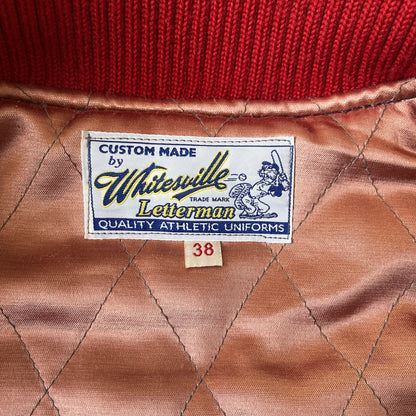 CUSTOM MADE
by
Whitesville
TRADE MARK
Letterman
QUALITY ATHLETIC UNIFORMS
38